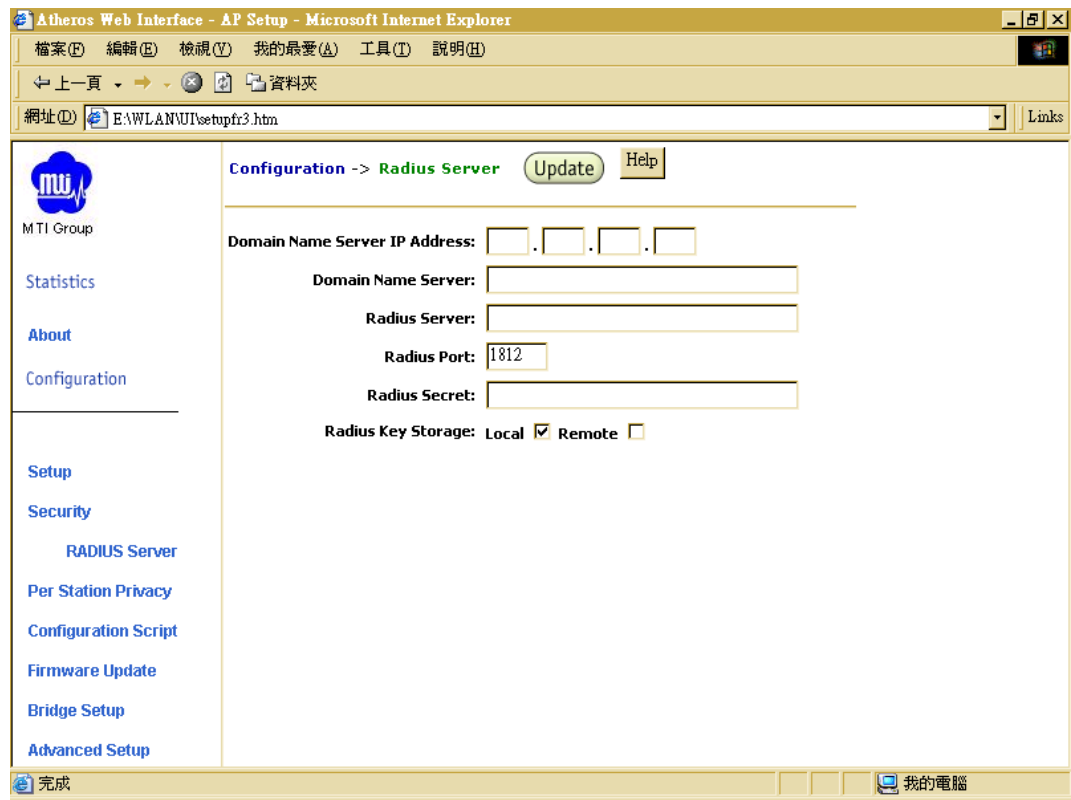 Atheros Web Interface - AP Setup - Microsoft Internet Explorer
檔案(F) 編輯(E) 檢視(V) 我的最愛(A) 工具(T) 說明(H)
上一頁 資料夾
網址(D) E:\WLAN\UI\setupfr3.htm Links
MTI Group
Statistics
About
Configuration
Setup
Security
RADIUS Server
Per Station Privacy
Configuration Script
Firmware Update
Bridge Setup
Advanced Setup
Configuration -> Radius Server Update Help
Domain Name Server IP Address: . . .
Domain Name Server:
Radius Server:
Radius Port: 1812
Radius Secret:
Radius Key Storage: Local Remote
完成 我的電腦